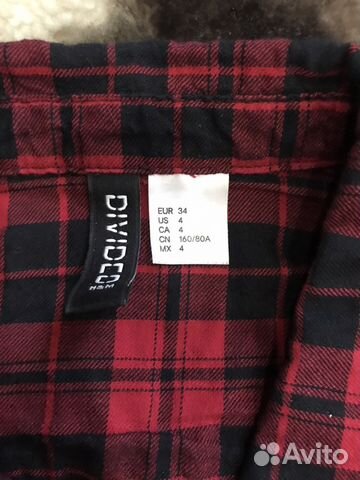 DIVIDED
H&M
EUR 34
US 4
CA 4
CN 160/80A
MX 4
Avito